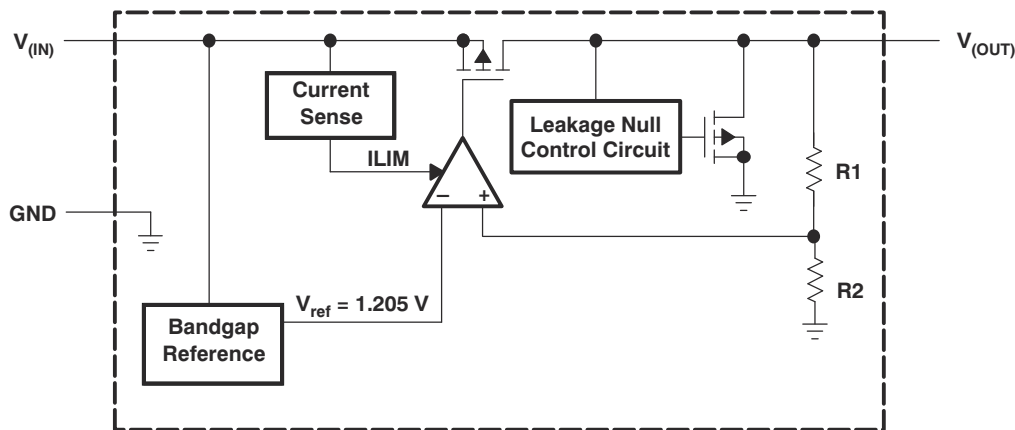 V(IN)
V(OUT)
Current
Sense
Leakage Null
Control Circuit
ILIM
R1
− +
GND
R2
Vref = 1.205 V
Bandgap
Reference